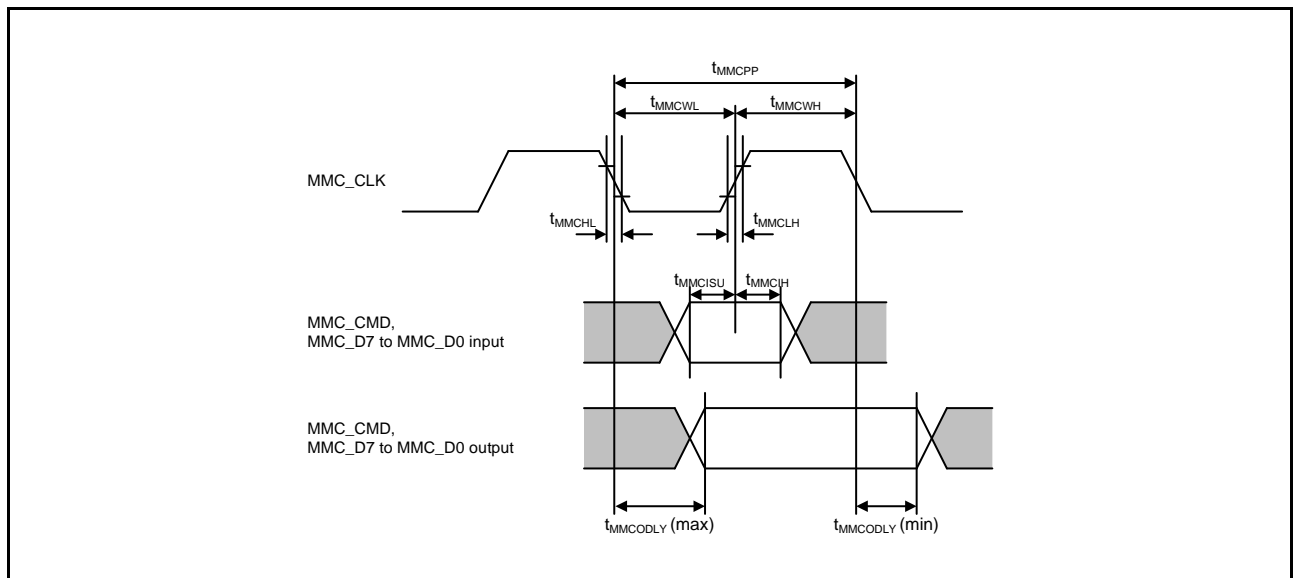 tMMCPP
tMMCWL
tMMCWH
MMC_CLK
tMMCHL
tMMCLH
tMMCISU
tMMCIH
MMC_CMD,
MMC_D7 to MMC_D0 input
MMC_CMD,
MMC_D7 to MMC_D0 output
tMMCODLY (max)
tMMCODLY (min)